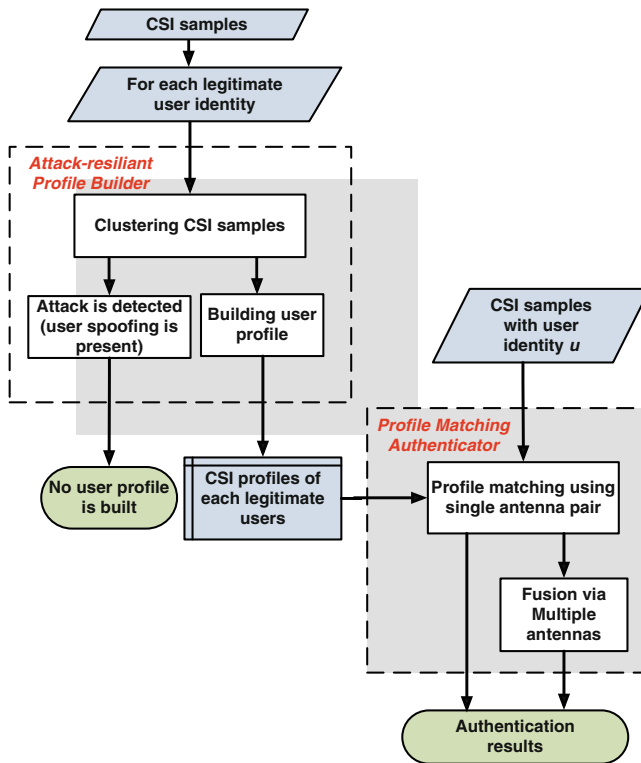 CSI samples
For each legitimate
user identity
Attack-resiliant
Profile Builder
Clustering CSI samples
Attack is detected
(user spoofing is
present)
Building user
profile
CSI samples
with user
identity u
Profile Matching
Authenticator
No user profile
is built
CSI profiles of
each legitimate
users
Profile matching using
single antenna pair
Fusion via
Multiple
antennas
Authentication
results